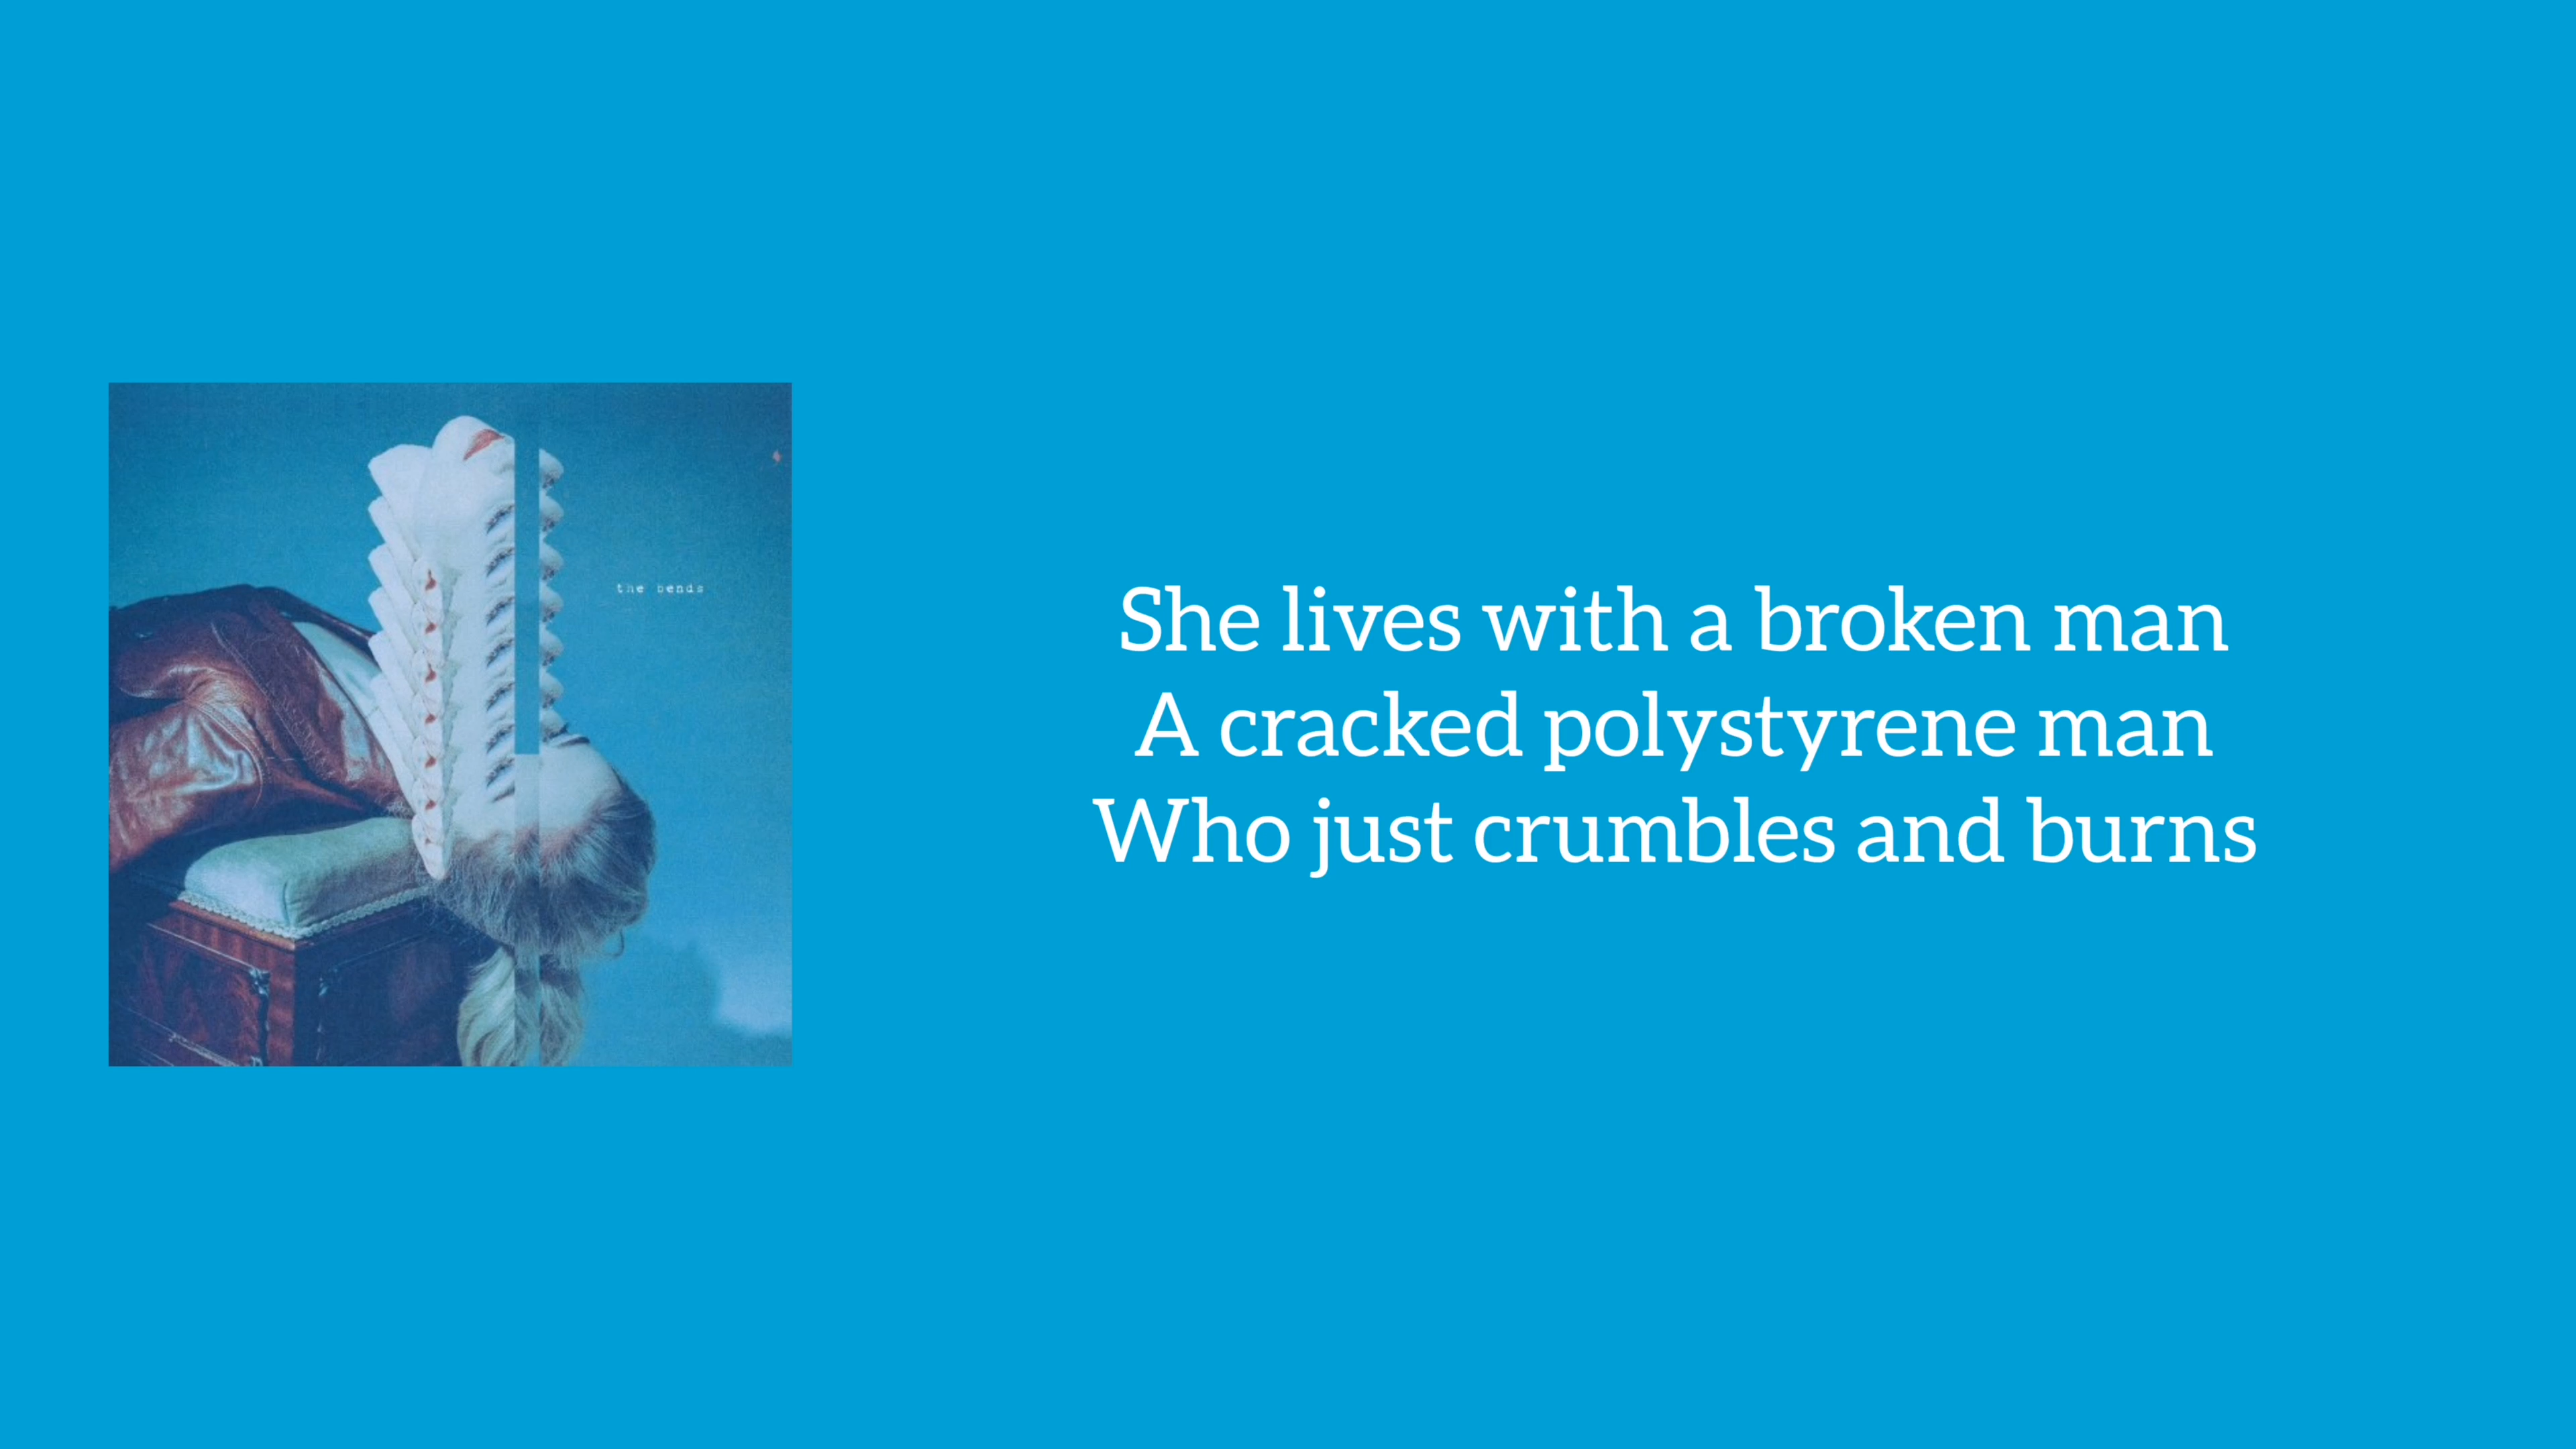 the bends
She lives with a broken man
A cracked polystyrene man
Who just crumbles and burns